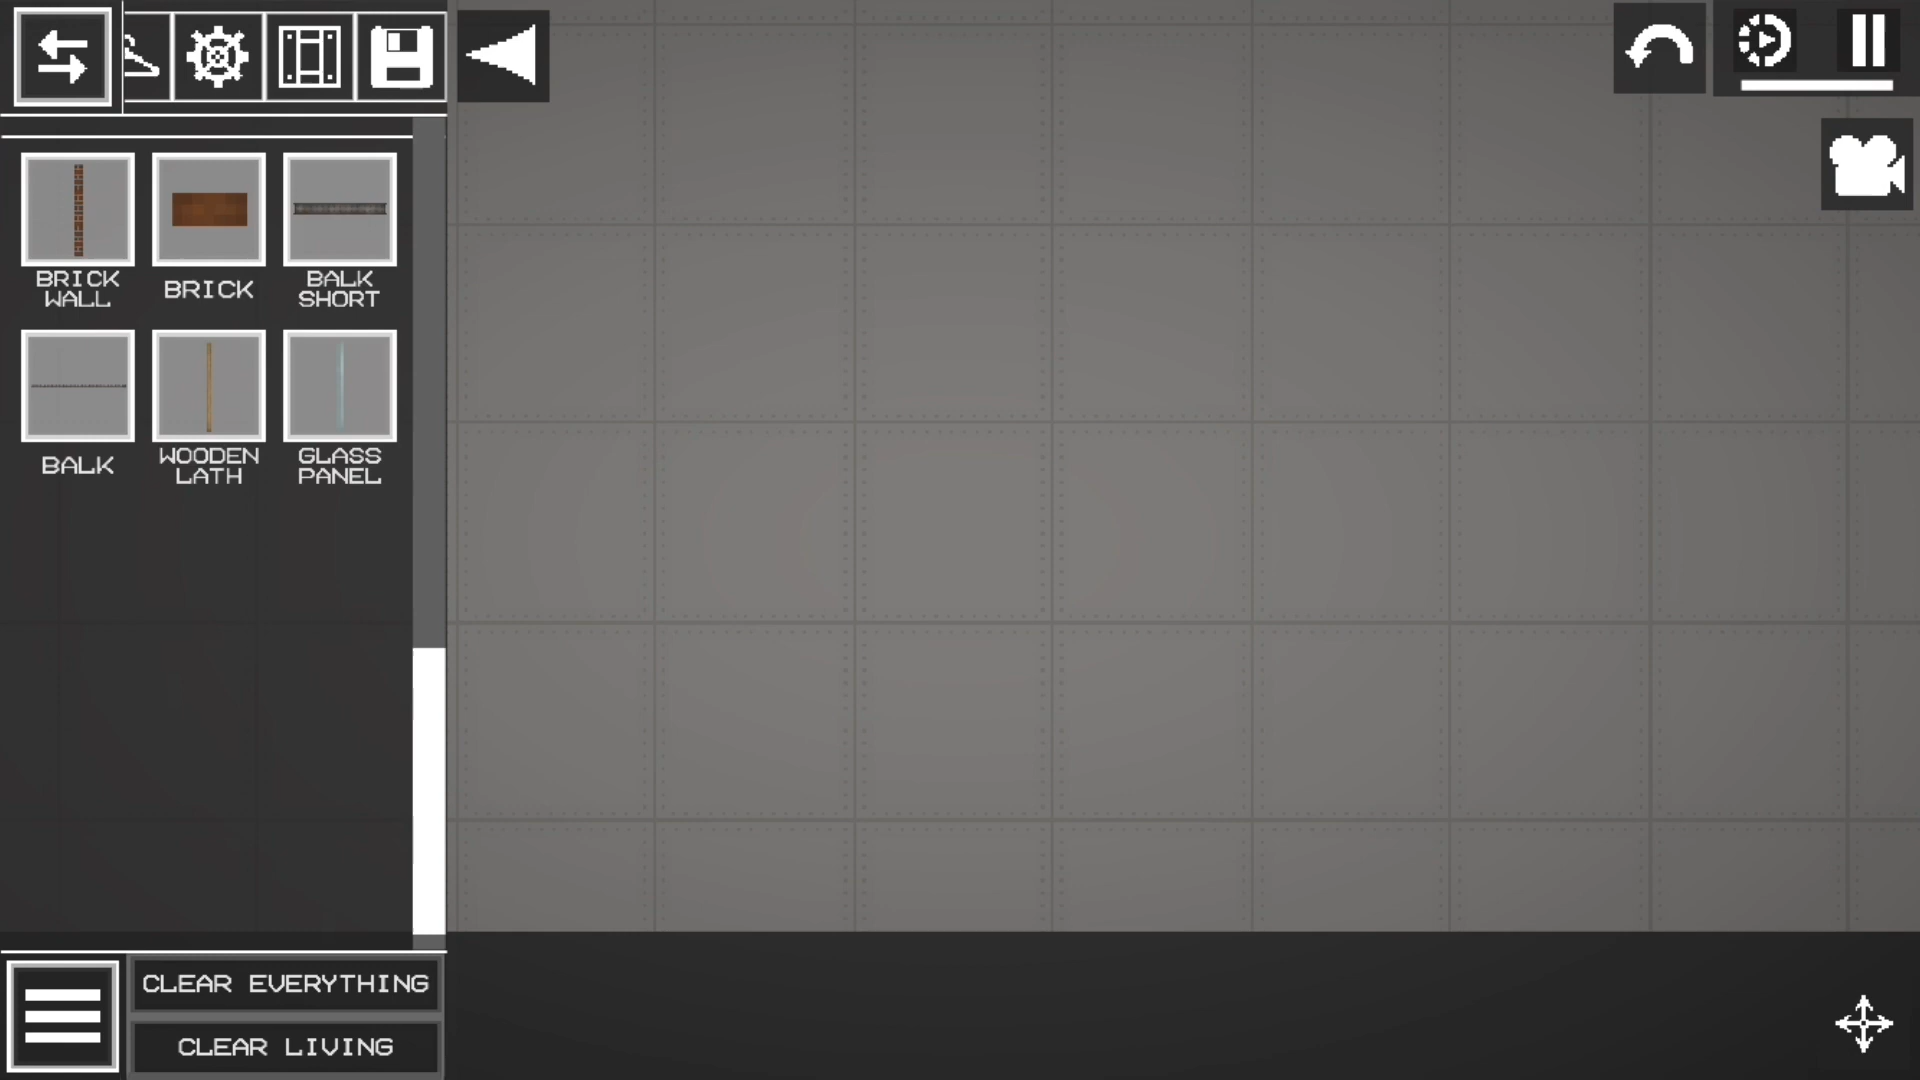 BRICK
WALL
BRICK
BALK
SHORT
BALK
WOODEN
LATH
GLASS
PANEL
CLEAR EVERYTHING
CLEAR LIVING